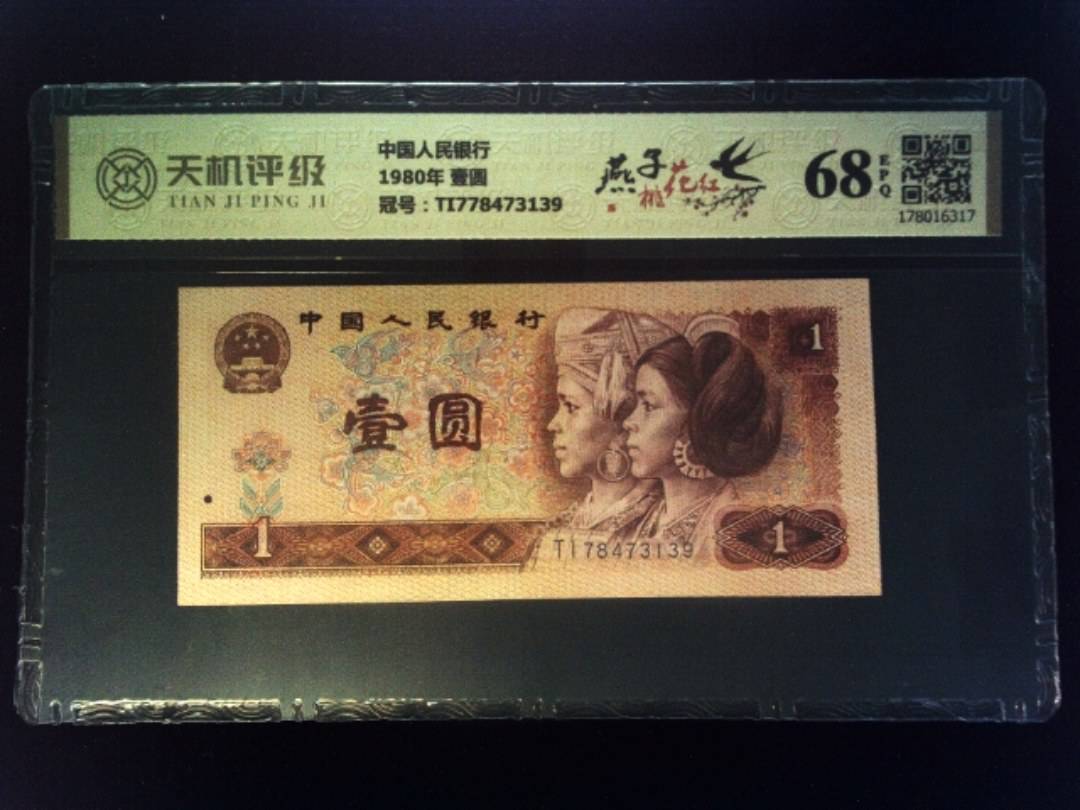 天机评级
TIAN JI PING JI
中国人民银行
1980年 壹圆
冠号：TI778473139
燕子
桃花红
68
EPQ
178016317
中国人民银行
壹圆
1
1
TI78473139
1